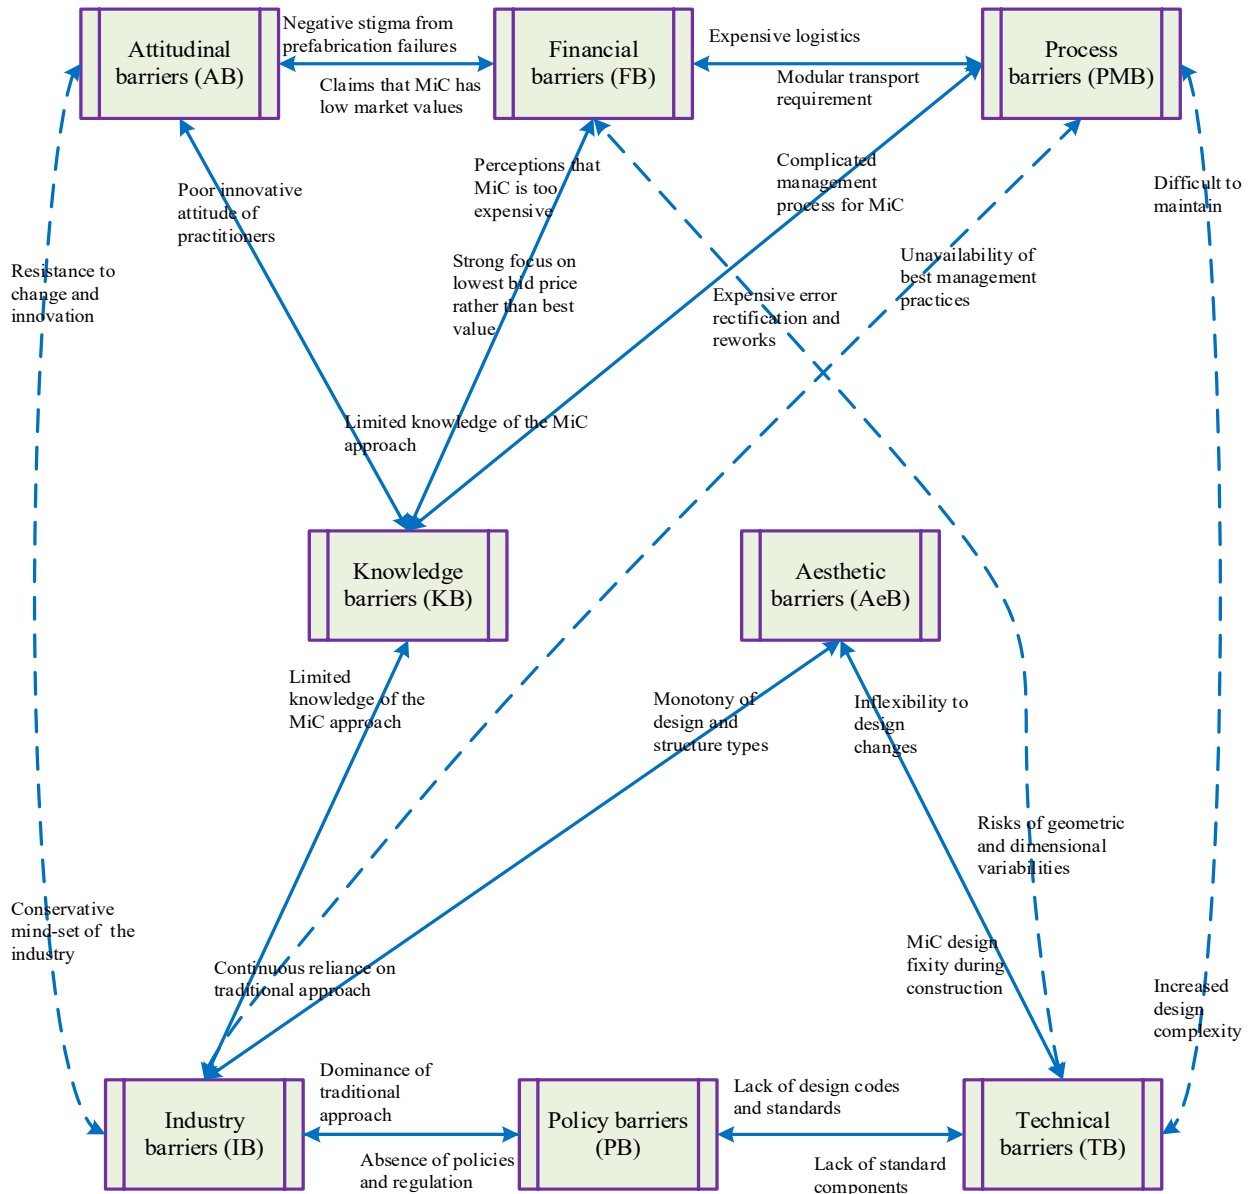 Attitudinal
barriers (AB)
Negative stigma from
prefabrication failures
Claims that MiC has
low market values
Financial
barriers (FB)
Expensive logistics
Modular transport
requirement
Process
barriers (PMB)
Poor innovative
attitude of
practitioners
Perceptions that
MiC is too
expensive
Complicated
management
process for MiC
Difficult to
maintain
Resistance to
change and
innovation
Strong focus on
lowest bid price
rather than best
value
Expensive error
rectification and
reworks
Unavailability of
best management
practices
Limited knowledge of the MiC
approach
Knowledge
barriers (KB)
Aesthetic
barriers (AeB)
Limited
knowledge of the
MiC approach
Monotony of
design and
structure types
Inflexibility to
design
changes
Risks of geometric
and dimensional
variabilities
Conservative
mind-set of the
industry
Continuous reliance on
traditional approach
MiC design
fixity during
construction
Increased
design
complexity
Industry
barriers (IB)
Dominance of
traditional
approach
Absence of policies
and regulation
Policy barriers
(PB)
Lack of design codes
and standards
Lack of standard
components
Technical
barriers (TB)